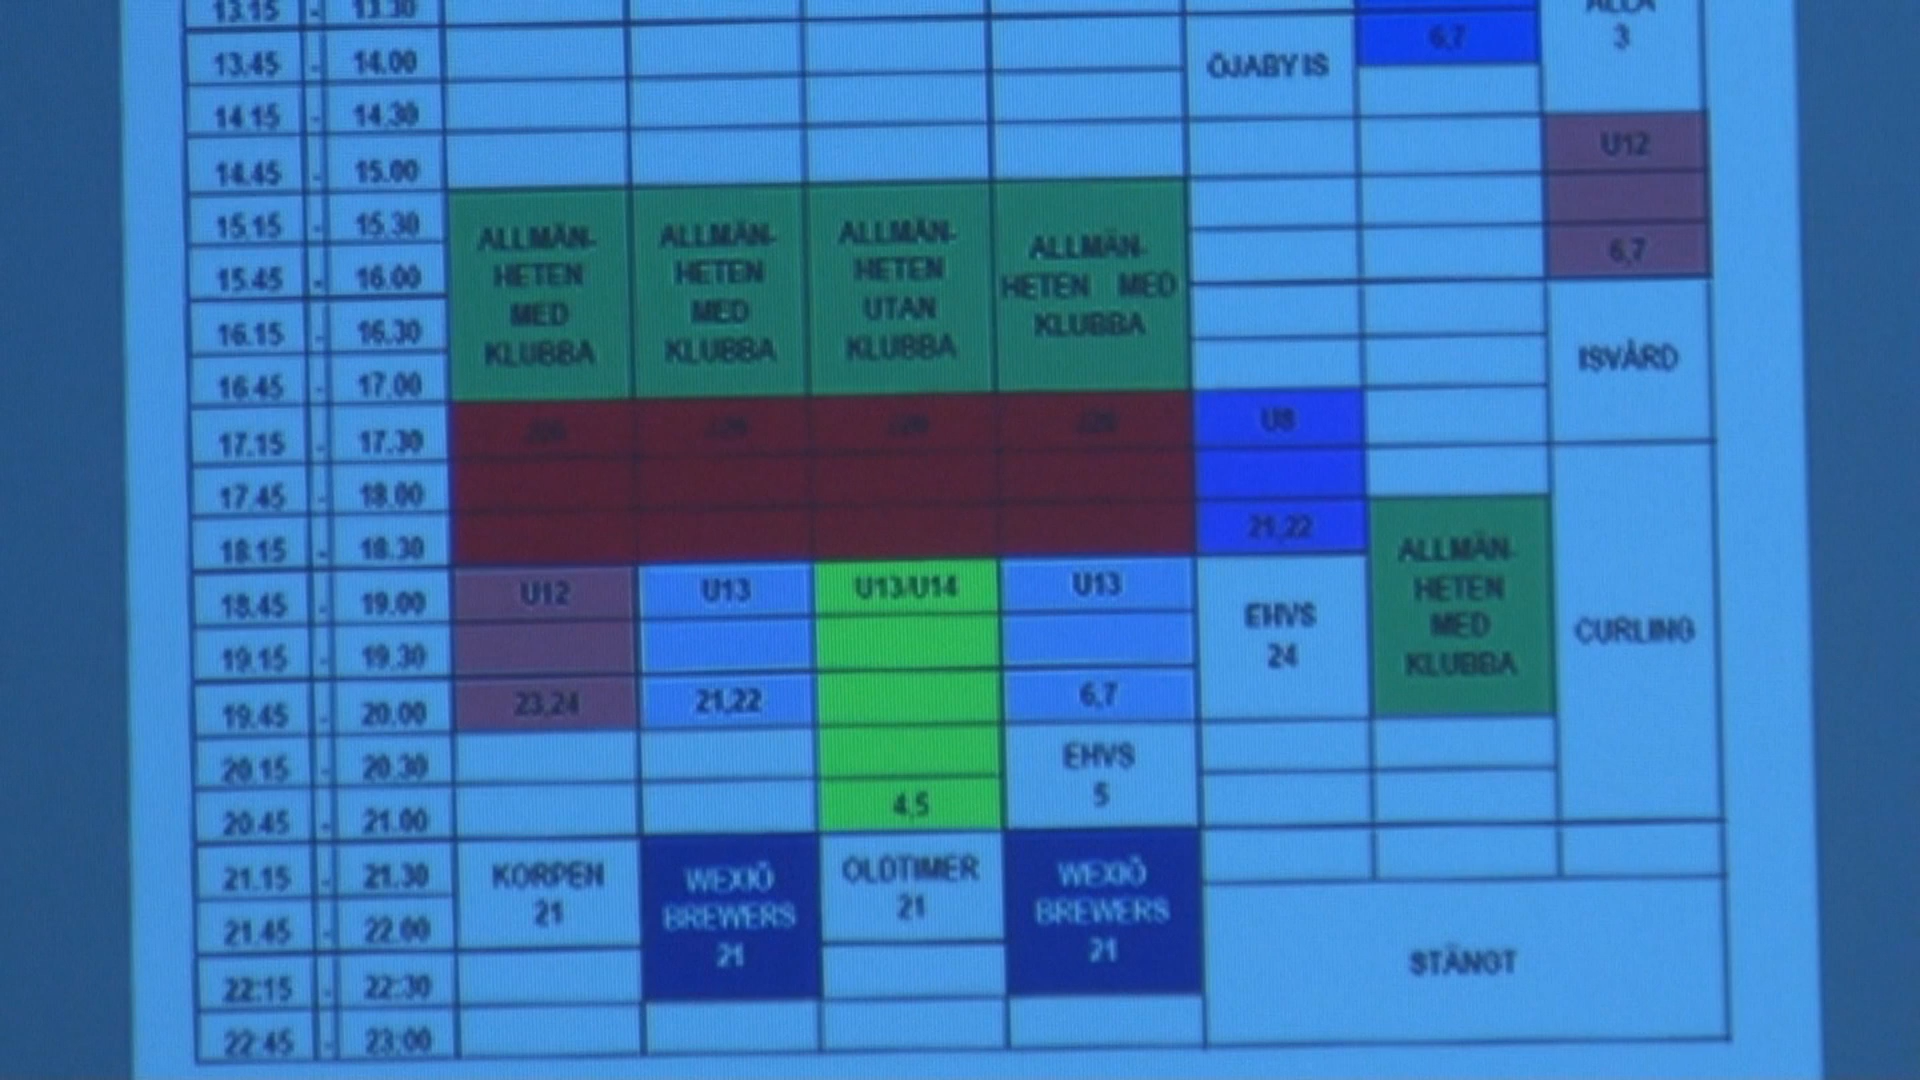 13.15 - 13.30
ALLA
3
6,7
ÖJABY IS
13.45 - 14.00
14.15 - 14.30
U12
14.45 - 15.00
15.15 - 15.30
ALLMÄN-
HETEN
MED
KLUBBA
ALLMÄN-
HETEN
MED
KLUBBA
ALLMÄN-
HETEN
UTAN
KLUBBA
ALLMÄN-
HETEN MED
KLUBBA
6,7
15.45 - 16.00
16.15 - 16.30
ISVÅRD
16.45 - 17.00
U8
17.15 - 17.30
17.45 - 18.00
21,22
18.15 - 18.30
ALLMÄN-
HETEN
MED
KLUBBA
U12
U13
U13/U14
U13
18.45 - 19.00
EHVS
24
CURLING
19.15 - 19.30
23,24
21,22
6,7
19.45 - 20.00
EHVS
5
20.15 - 20.30
4,5
20.45 - 21.00
KORPEN
21
WEXIÖ
BREWERS
21
OLDTIMER
21
WEXIÖ
BREWERS
21
21.15 - 21.30
21.45 - 22.00
STÄNGT
22:15 - 22:30
22:45 - 23:00